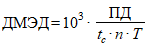 ДМЭД = 10³ · ПД / (t_c · n · T)